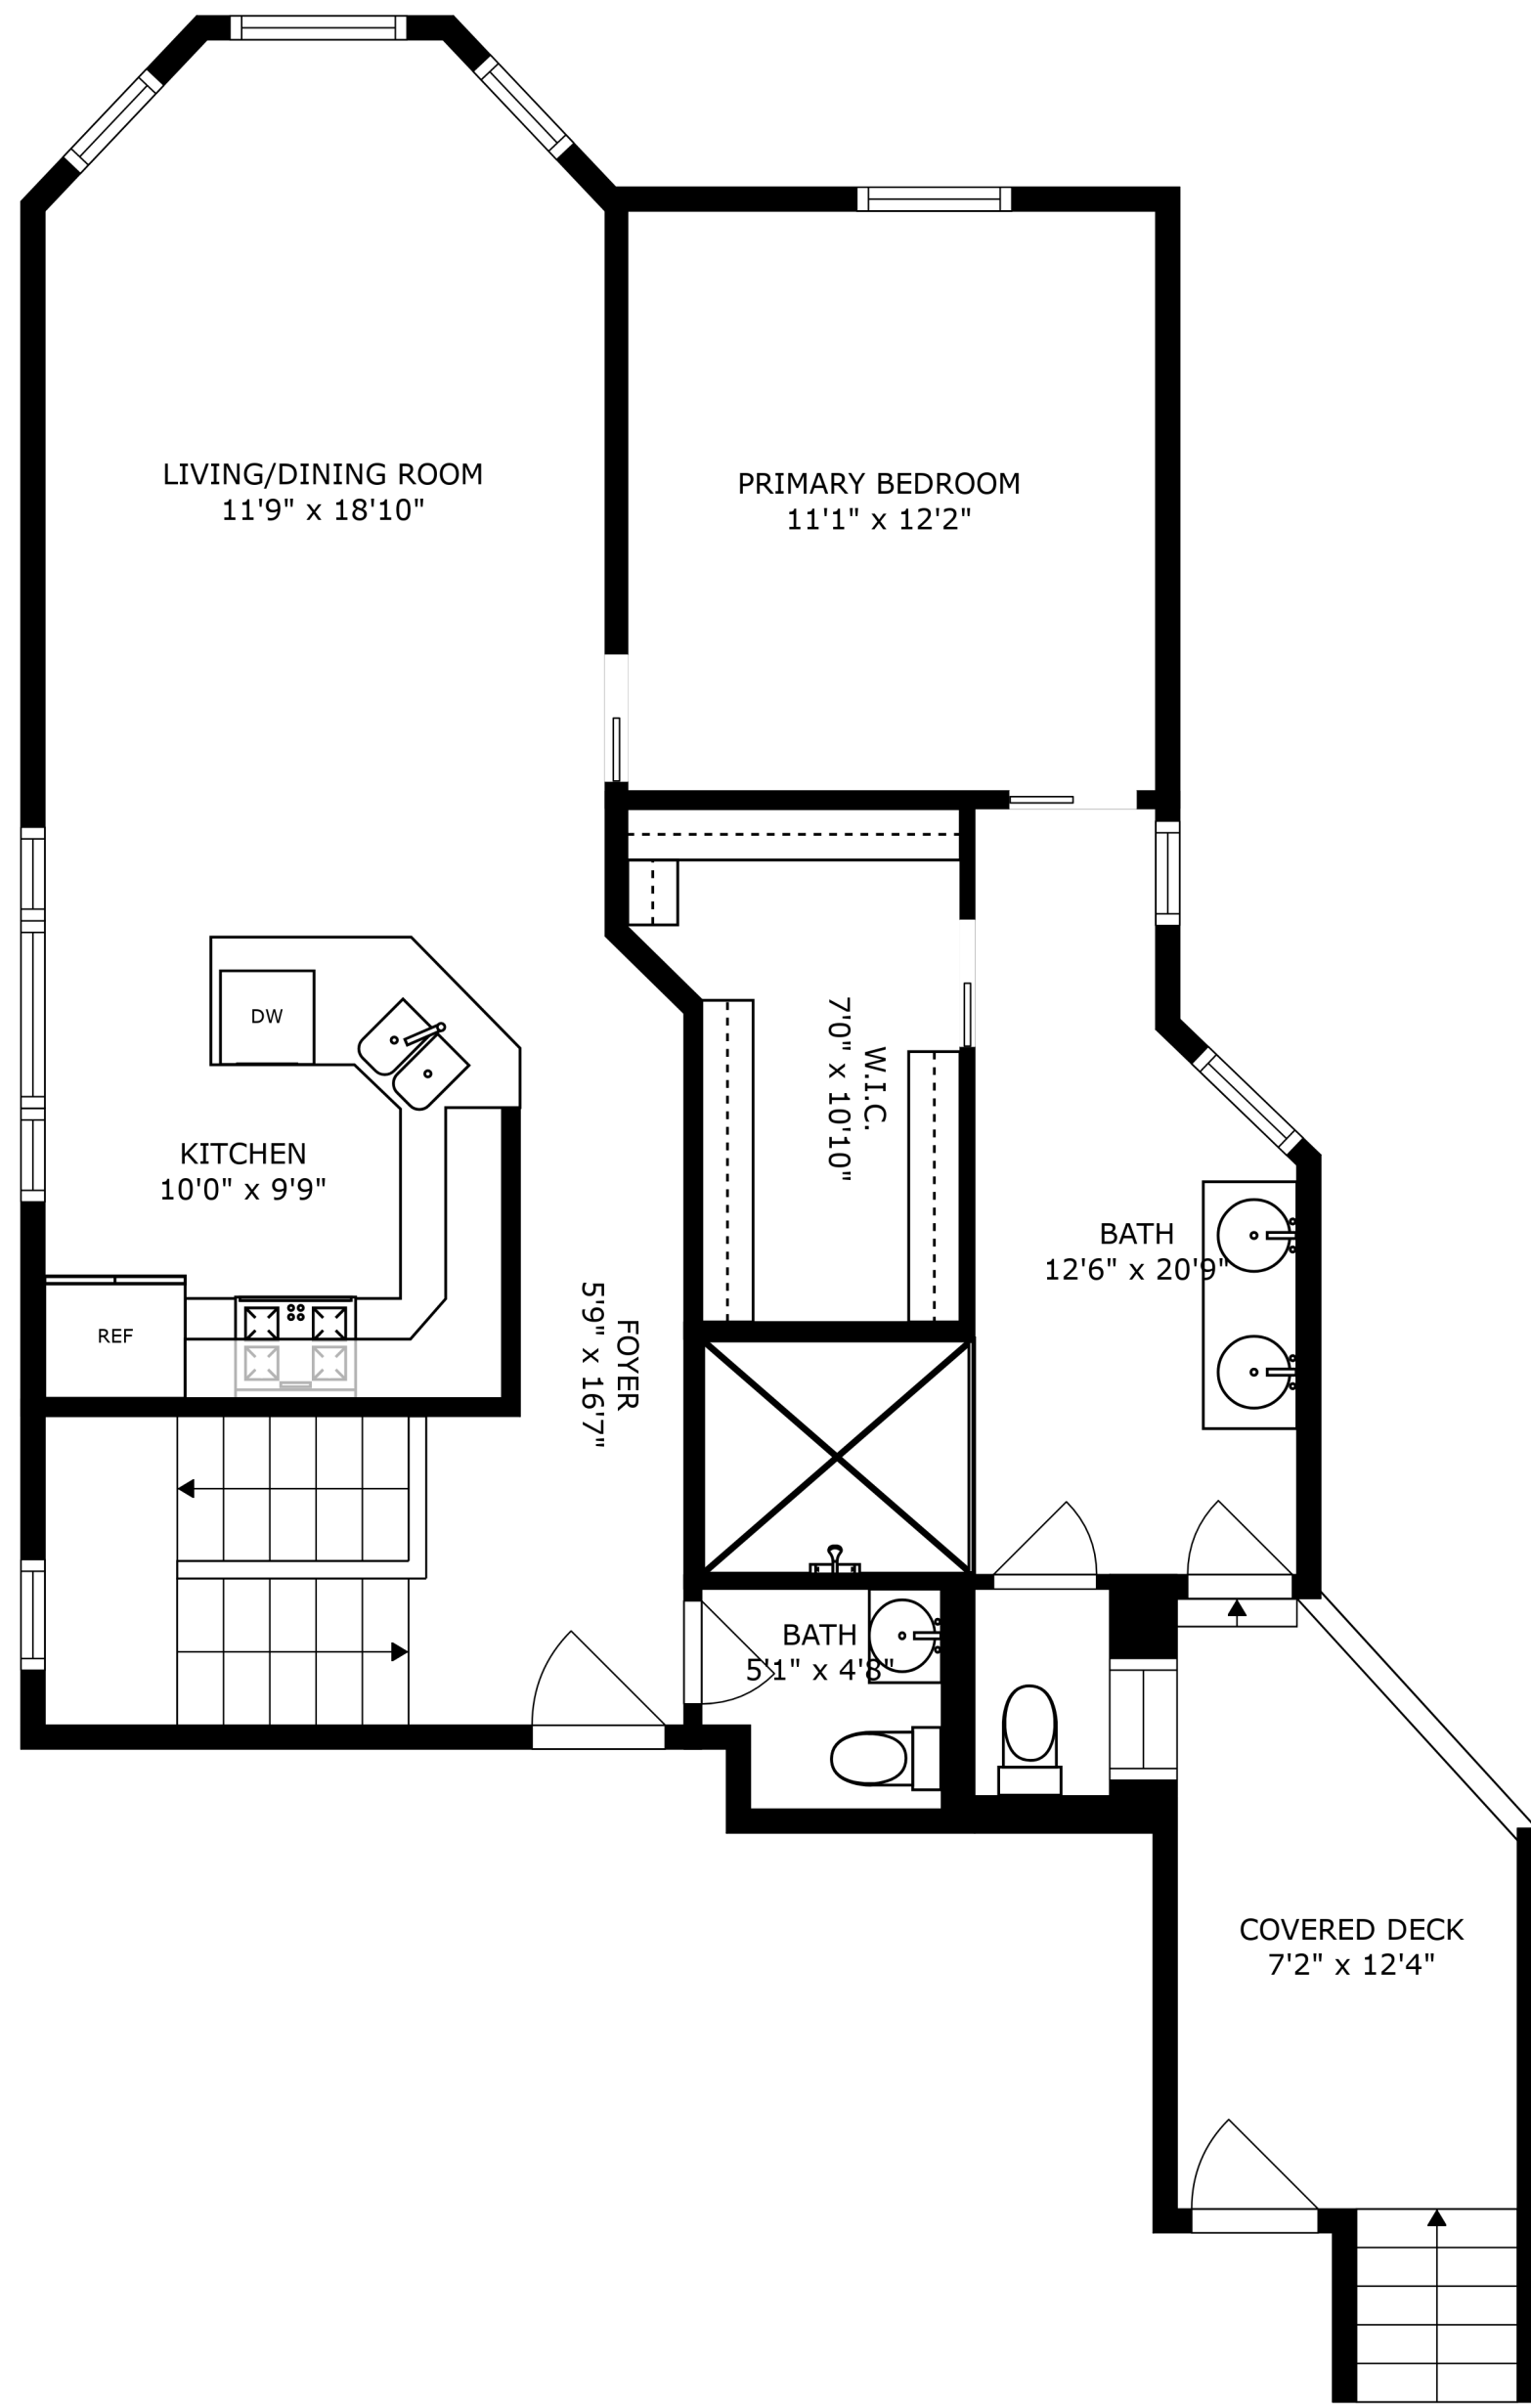 LIVING/DINING ROOM
11'9" x 18'10"
PRIMARY BEDROOM
11'1" x 12'2"
DW
W.I.C.
7'0" x 10'10"
KITCHEN
10'0" x 9'9"
BATH
12'6" x 20'9"
REF
FOYER
5'9" x 16'7"
BATH
5'1" x 4'8"
COVERED DECK
7'2" x 12'4"